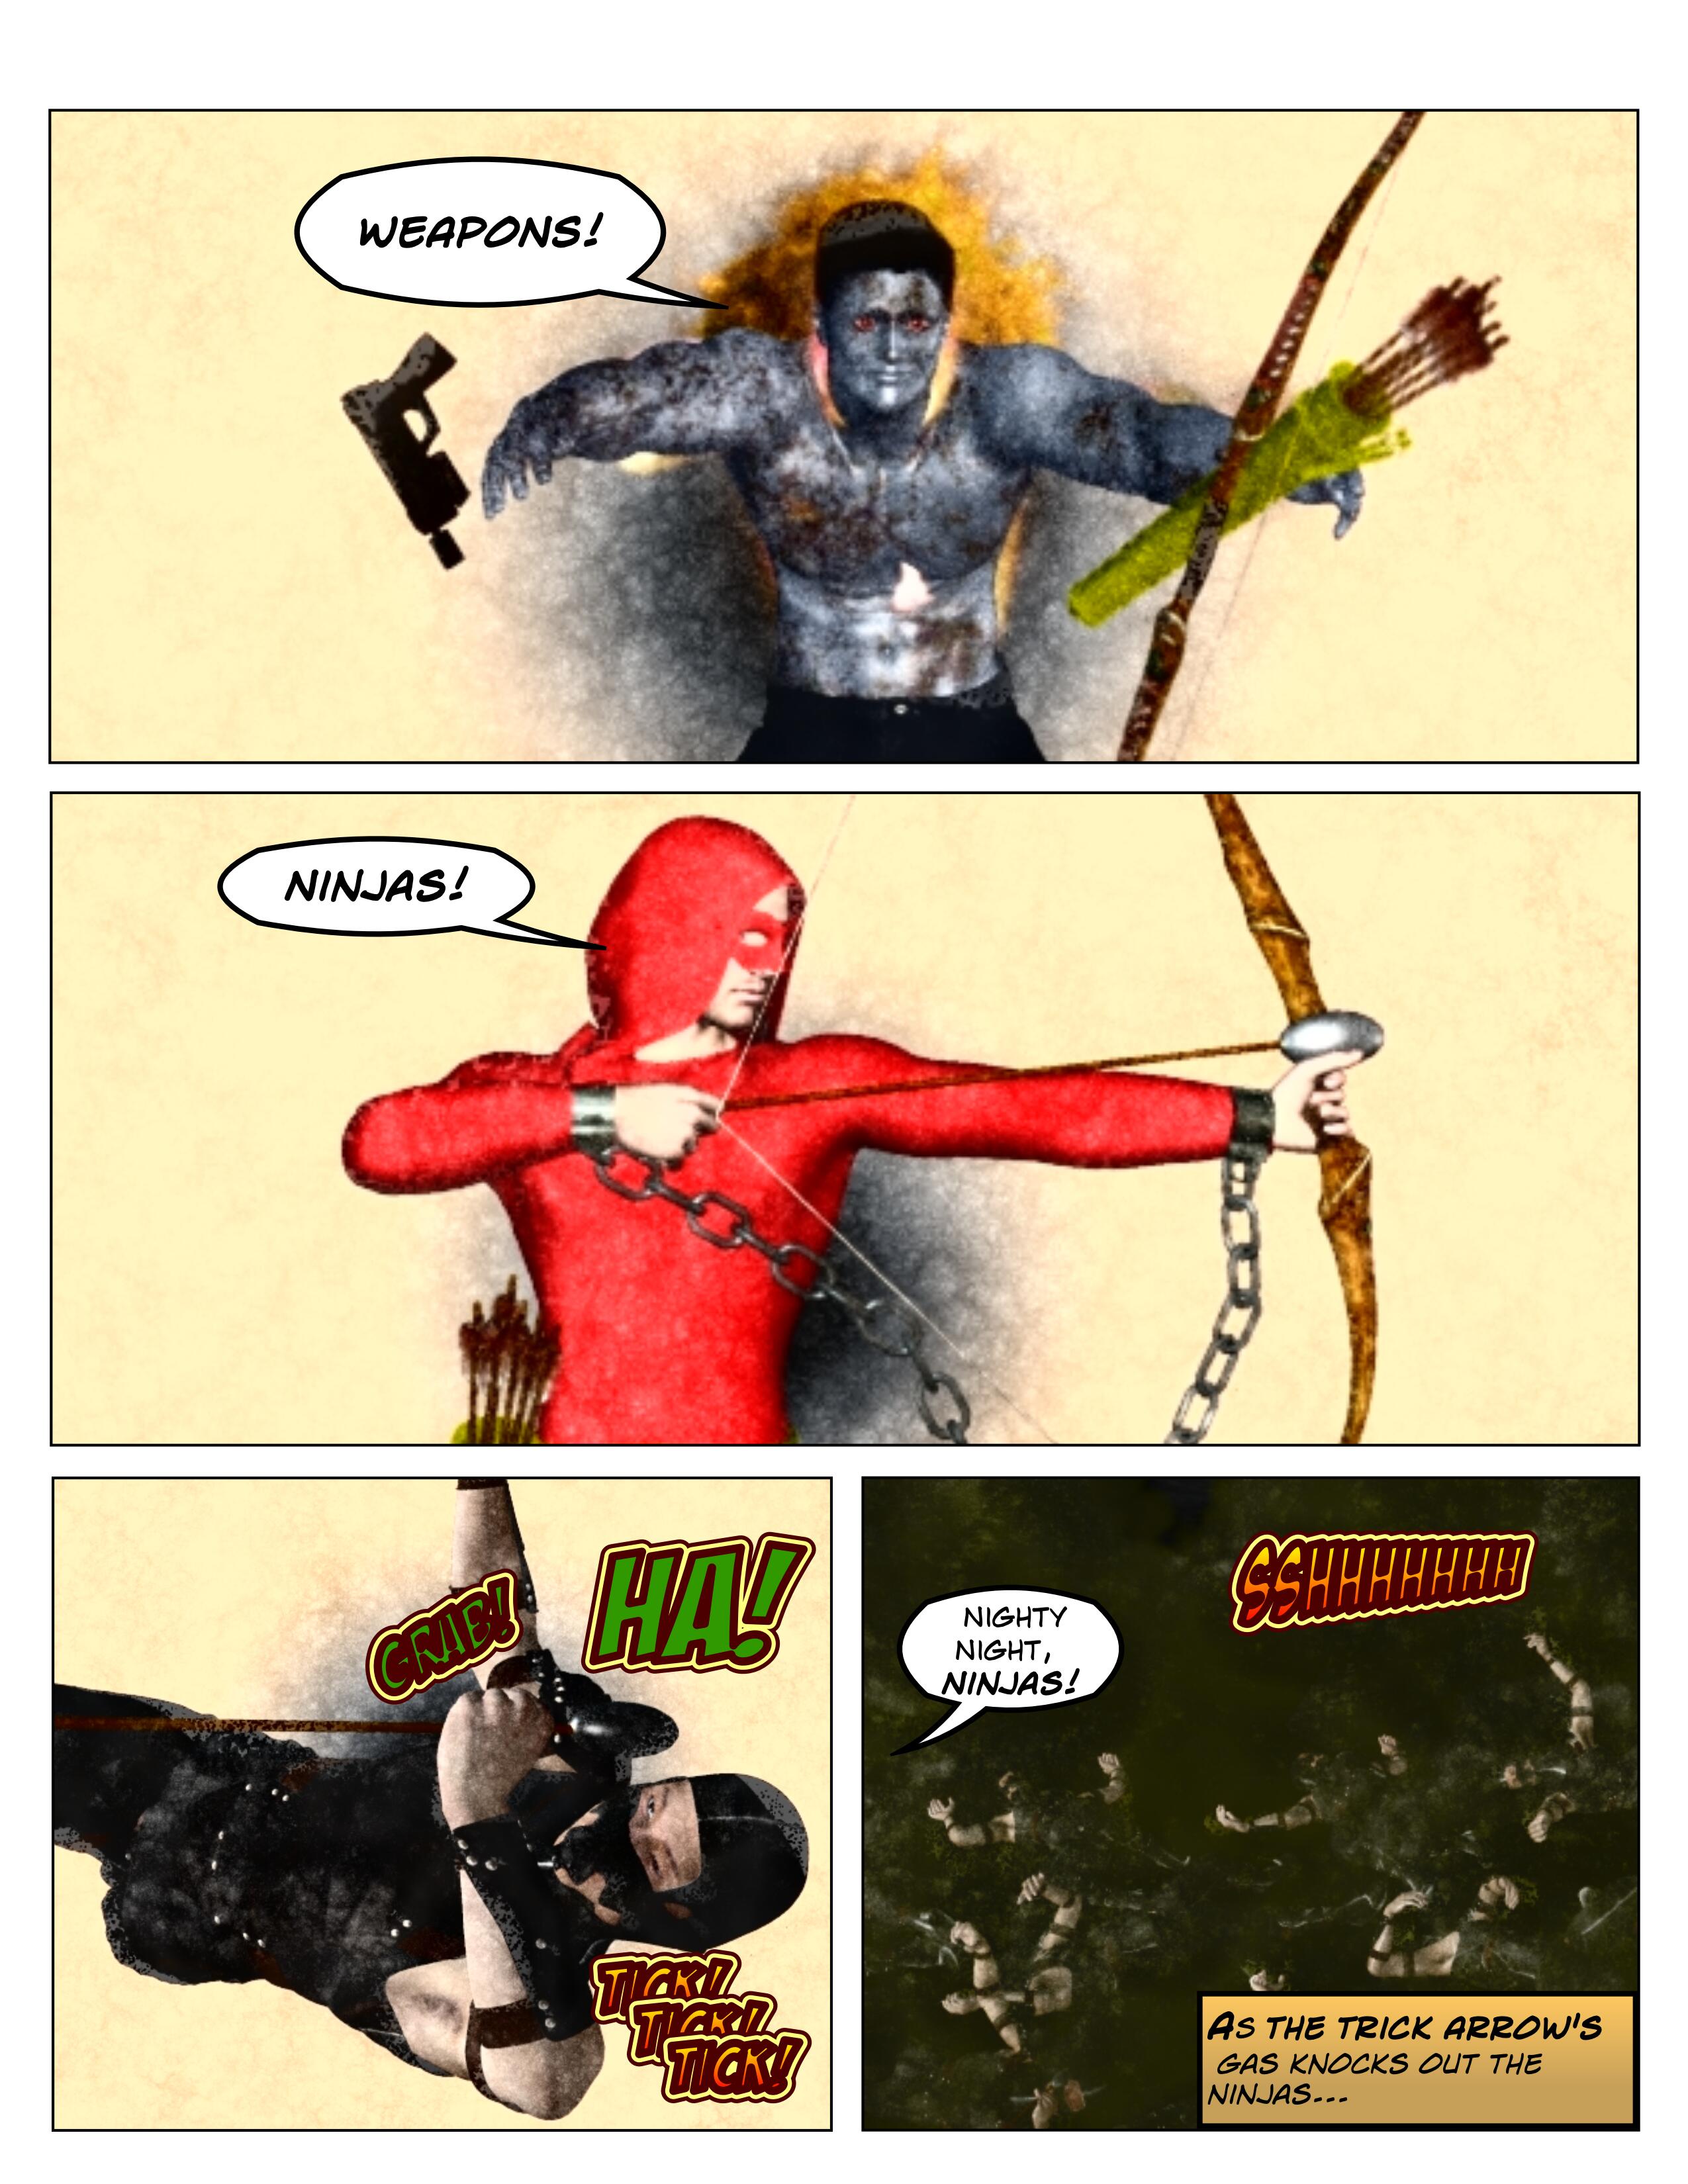 WEAPONS!
NINJAS!
HA!
GRAB!
TICK!
TICK!
TICK!
SSHHHHHHH
NIGHTY
NIGHT,
NINJAS!
AS THE TRICK ARROW'S
GAS KNOCKS OUT THE
NINJAS---